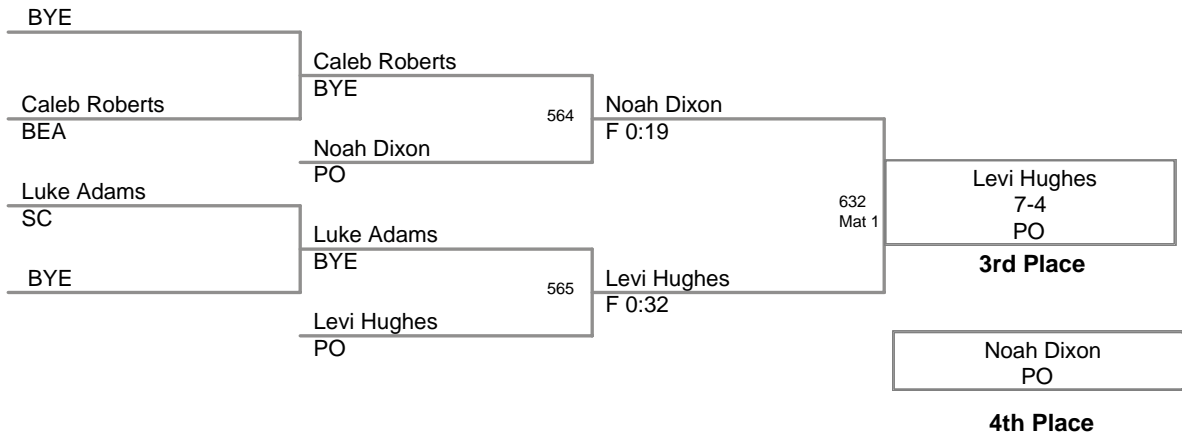 BYE
Caleb Roberts
BEA
Luke Adams
SC
BYE
Caleb Roberts
BYE
564
Noah Dixon
PO
Luke Adams
BYE
565
Levi Hughes
PO
Noah Dixon
F 0:19
632
Mat 1
Levi Hughes
F 0:32
Levi Hughes
7-4
PO
3rd Place
Noah Dixon
PO
4th Place